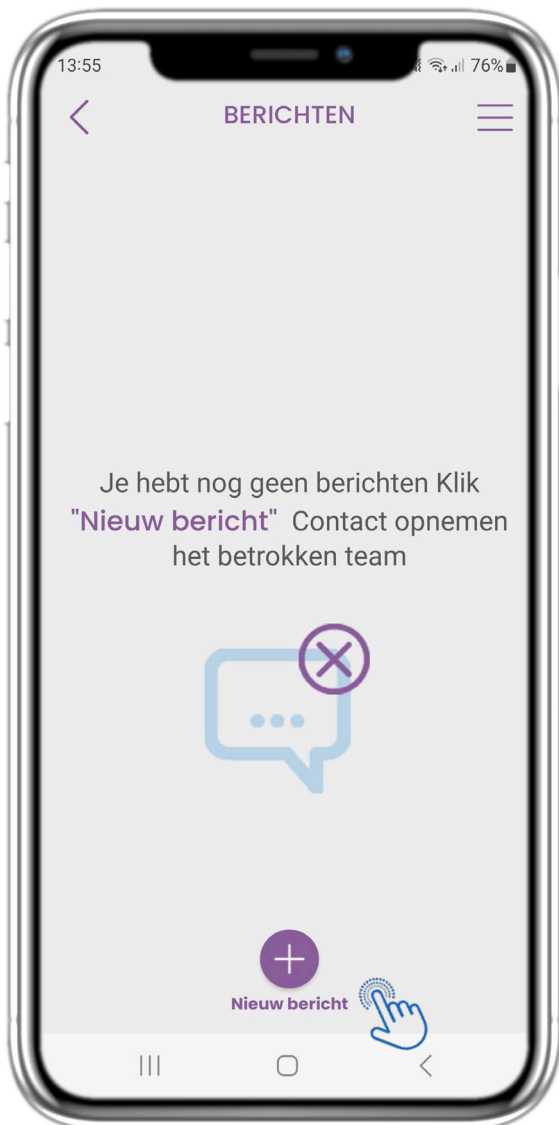 13:55
76%
BERICHTEN
Je hebt nog geen berichten Klik
"Nieuw bericht" Contact opnemen
het betrokken team
Nieuw bericht